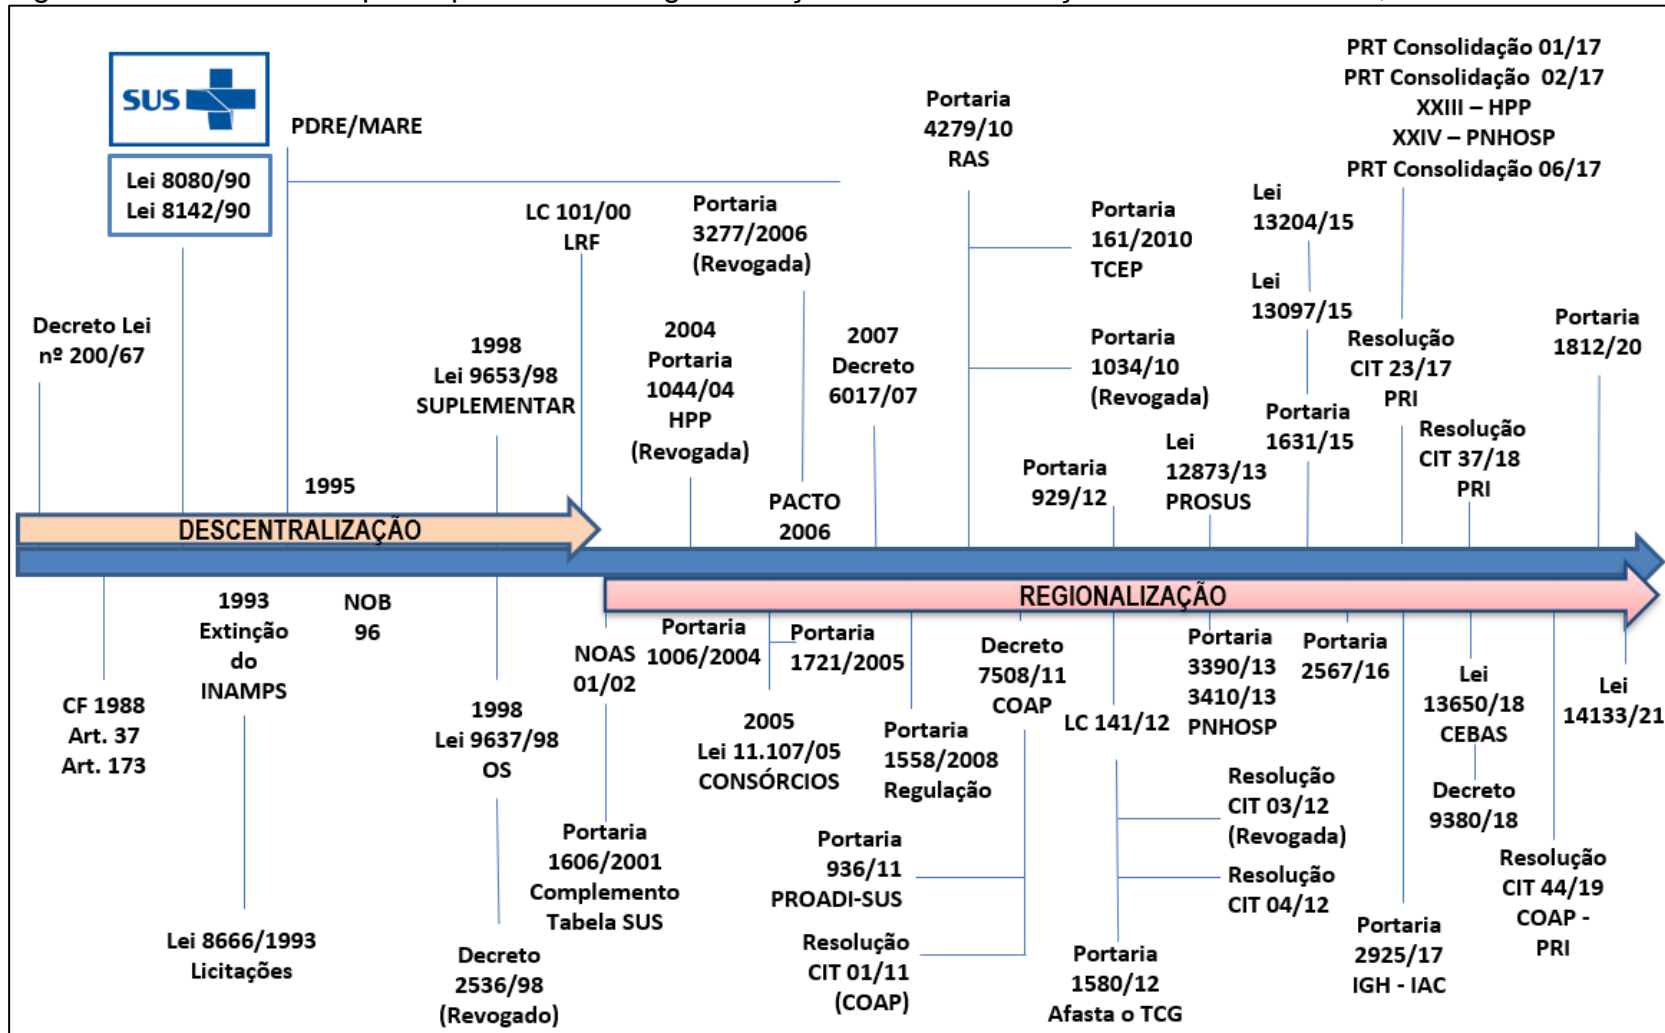 PRT Consolidação 01/17
PRT Consolidação 02/17
XXIII – HPP
XXIV – PNHOSP
PRT Consolidação 06/17
SUS
Lei 8080/90
Lei 8142/90
PDRE/MARE
Portaria
4279/10
RAS
LC 101/00
LRF
Portaria
3277/2006
(Revogada)
Portaria
161/2010
TCEP
Lei
13204/15
Lei
13097/15
Decreto Lei
nº 200/67
1998
Lei 9653/98
SUPLEMENTAR
2004
Portaria
1044/04
HPP
(Revogada)
2007
Decreto
6017/07
Portaria
1034/10
(Revogada)
Resolução
CIT 23/17
PRI
Portaria
1812/20
Portaria
1631/15
Resolução
CIT 37/18
PRI
Portaria
929/12
Lei
12873/13
PROSUS
1995
PACTO
2006
DESCENTRALIZAÇÃO
REGIONALIZAÇÃO
1993
Extinção
do
INAMPS
NOB
96
NOAS
01/02
Portaria
1006/2004
Portaria
1721/2005
Decreto
7508/11
COAP
Portaria
3390/13
3410/13
PNHOSP
Portaria
2567/16
CF 1988
Art. 37
Art. 173
1998
Lei 9637/98
OS
2005
Lei 11.107/05
CONSÓRCIOS
Portaria
1558/2008
Regulação
LC 141/12
Lei
13650/18
CEBAS
Lei
14133/21
Resolução
CIT 03/12
(Revogada)
Decreto
9380/18
Portaria
1606/2001
Complemento
Tabela SUS
Portaria
936/11
PROADI-SUS
Resolução
CIT 04/12
Resolução
CIT 44/19
COAP -
PRI
Lei 8666/1993
Licitações
Decreto
2536/98
(Revogado)
Resolução
CIT 01/11
(COAP)
Portaria
1580/12
Afasta o TCG
Portaria
2925/17
IGH - IAC